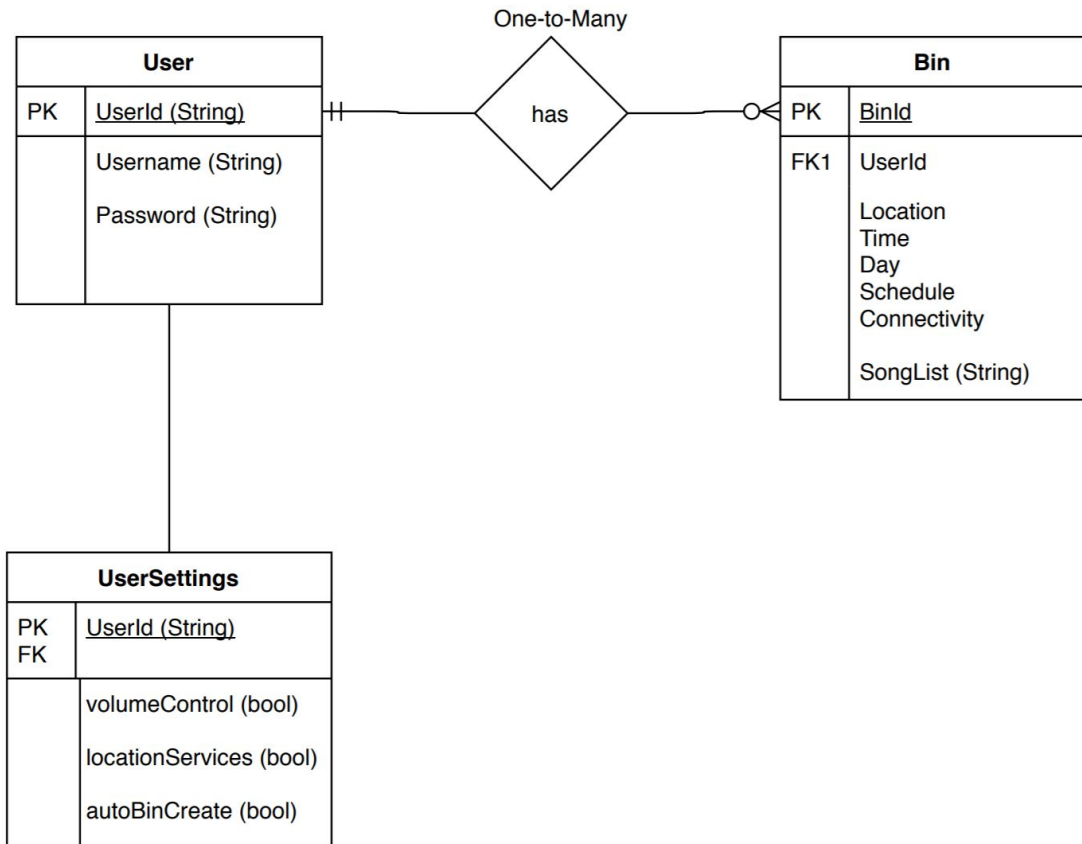 One-to-Many
User
PK UserId (String)
Username (String)
Password (String)
has
Bin
PK BinId
FK1 UserId
Location
Time
Day
Schedule
Connectivity
SongList (String)
UserSettings
PK UserId (String)
FK
volumeControl (bool)
locationServices (bool)
autoBinCreate (bool)